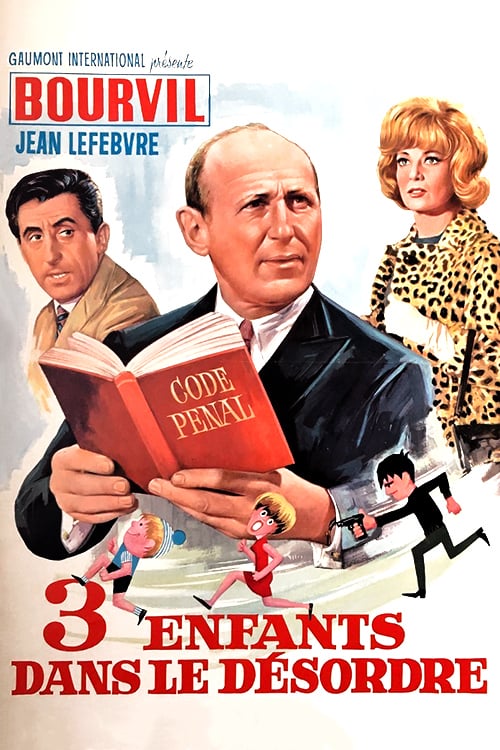 GAUMONT INTERNATIONAL présente
BOURVIL
JEAN LEFEBVRE
CODE
PENAL
3 ENFANTS
DANS LE DÉSORDRE